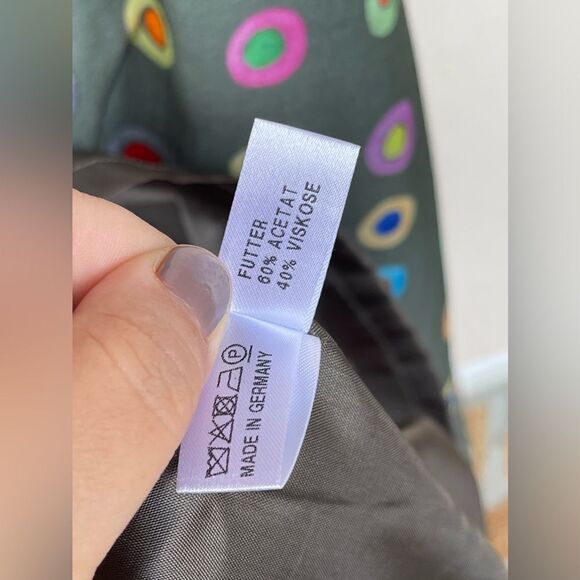 FUTTER
60% ACETAT
40% VISKOSE
P
MADE IN GERMANY